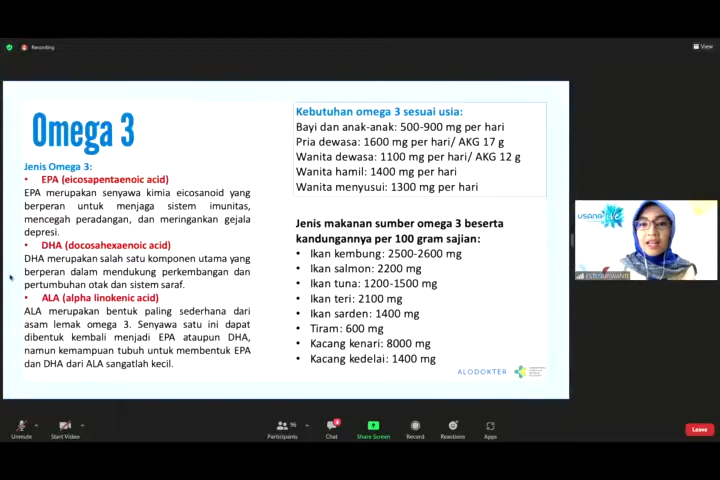 Recording
View
Omega 3
Jenis Omega 3:
• EPA (eicosapentaenoic acid)
EPA merupakan senyawa kimia eicosanoid yang
berperan untuk menjaga sistem imunitas,
mencegah peradangan, dan meringankan gejala
depresi.
• DHA (docosahexaenoic acid)
DHA merupakan salah satu komponen utama yang
berperan dalam mendukung perkembangan dan
pertumbuhan otak dan sistem saraf.
• ALA (alpha linokenic acid)
ALA merupakan bentuk paling sederhana dari
asam lemak omega 3. Senyawa satu ini dapat
dibentuk kembali menjadi EPA ataupun DHA,
namun kemampuan tubuh untuk membentuk EPA
dan DHA dari ALA sangatlah kecil.
Kebutuhan omega 3 sesuai usia:
Bayi dan anak-anak: 500-900 mg per hari
Pria dewasa: 1600 mg per hari/ AKG 17 g
Wanita dewasa: 1100 mg per hari/ AKG 12 g
Wanita hamil: 1400 mg per hari
Wanita menyusui: 1300 mg per hari
Jenis makanan sumber omega 3 beserta
kandungannya per 100 gram sajian:
• Ikan kembung: 2500-2600 mg
• Ikan salmon: 2200 mg
• Ikan tuna: 1200-1500 mg
• Ikan teri: 2100 mg
• Ikan sarden: 1400 mg
• Tiram: 600 mg
• Kacang kenari: 8000 mg
• Kacang kedelai: 1400 mg
ALODOKTER
usana
Unmute
Start Video
Participants
96
Chat
Share Screen
Record
Reactions
Apps
Leave